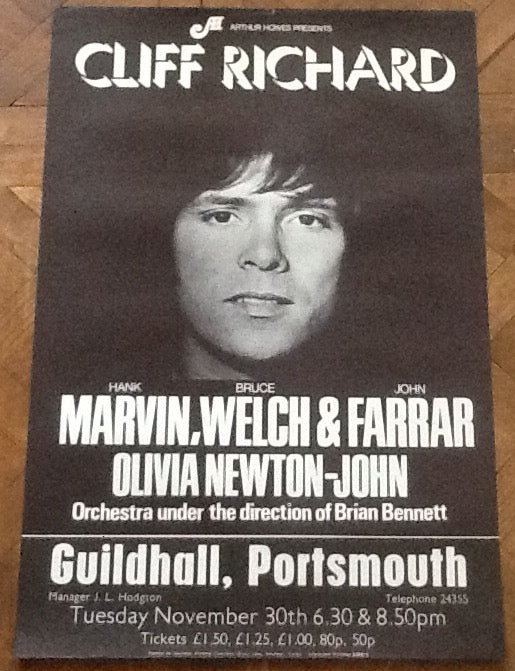 AH ARTHUR HOWES PRESENTS
CLIFF RICHARD
HANK BRUCE JOHN
MARVIN, WELCH & FARRAR
OLIVIA NEWTON-JOHN
Orchestra under the direction of Brian Bennett
Guildhall, Portsmouth
Manager J. L. Hodgson Telephone 24355
Tuesday November 30th 6.30 & 8.50pm
Tickets £1.50, £1.25, £1.00, 80p, 50p